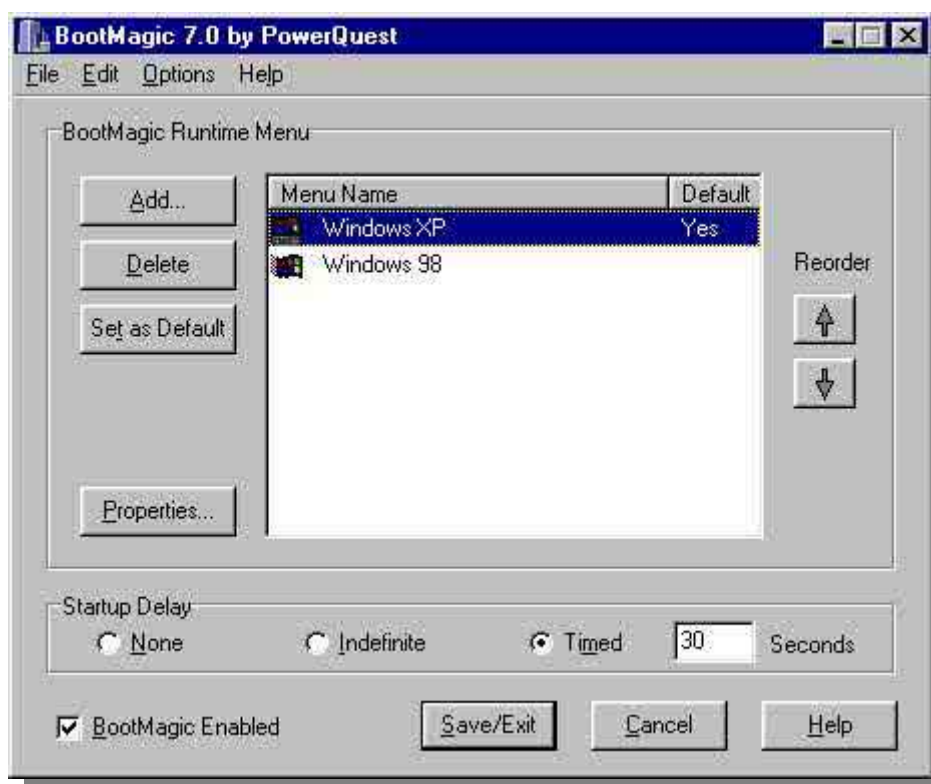 BootMagic 7.0 by PowerQuest
File Edit Options Help
BootMagic Runtime Menu
Add...
Delete
Set as Default
Properties...
Menu Name Default
Windows XP Yes
Windows 98
Reorder
Startup Delay
None Indefinite Timed 30 Seconds
BootMagic Enabled Save/Exit Cancel Help